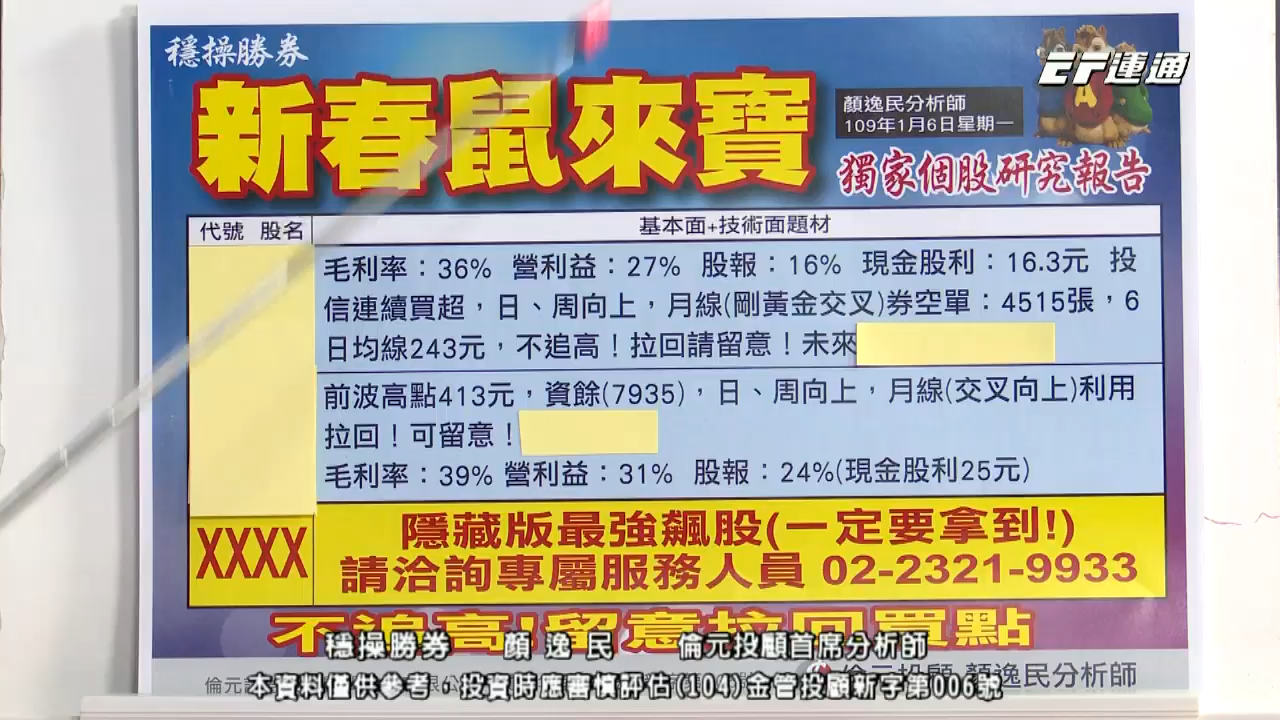 穩操勝券
EF運通
新春鼠來寶
顏逸民分析師
109年1月6日星期一
獨家個股研究報告
代號 股名 基本面+技術面題材
毛利率：36% 營利益：27% 股報：16% 現金股利：16.3元 投
信連續買超，日、周向上，月線(剛黃金交叉)券空單：4515張，6
日均線243元，不追高！拉回請留意！未來
前波高點413元，資餘(7935)，日、周向上，月線(交叉向上)利用
拉回！可留意！
毛利率：39% 營利益：31% 股報：24%(現金股利25元)
XXXX 隱藏版最強飆股(一定要拿到!)
請洽詢專屬服務人員 02-2321-9933
不追高!留意拉回買點
穩操勝券 顏逸民 倫元投顧首席分析師
倫元投顧 顏逸民分析師
本資料僅供參考，投資時應審慎評估(104)金管投顧新字第006號